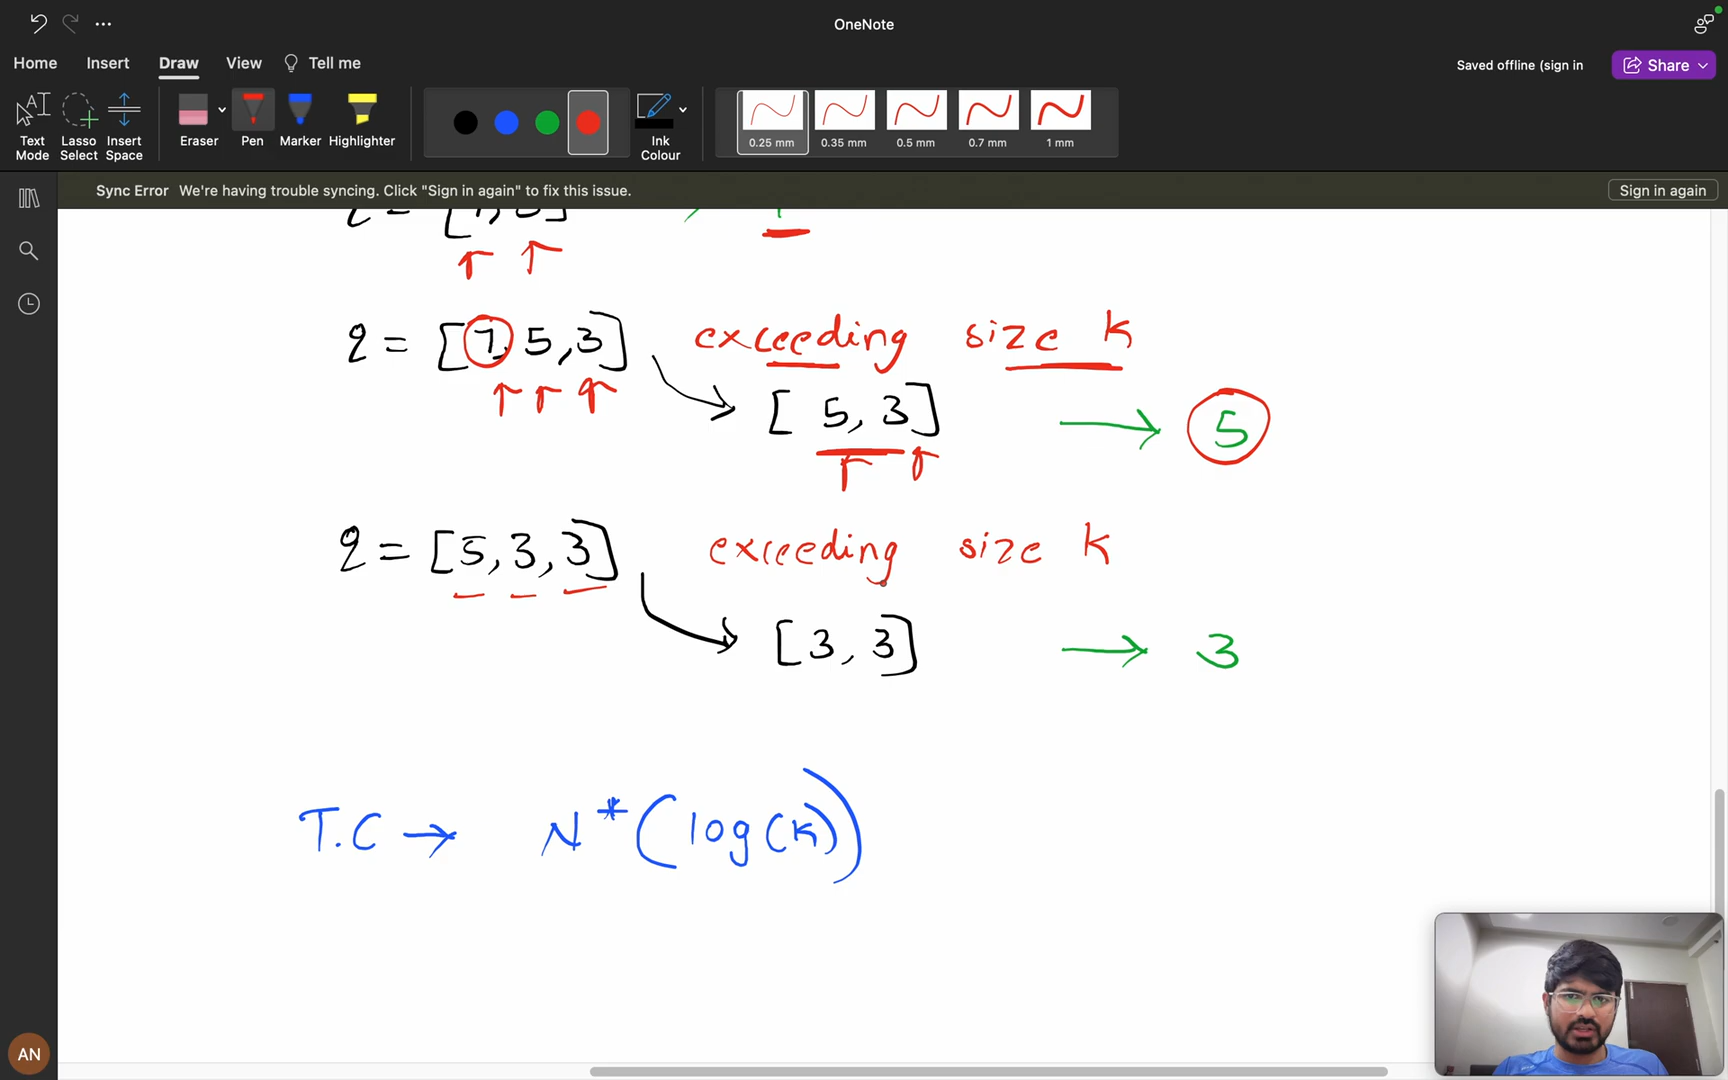 OneNote
Home Insert Draw View Tell me
Saved offline (sign in
Share
Text Mode
Lasso Select
Insert Space
Eraser
Pen
Marker
Highlighter
Ink Colour
0.25 mm
0.35 mm
0.5 mm
0.7 mm
1 mm
Sync Error We're having trouble syncing. Click "Sign in again" to fix this issue.
Sign in again
q = [7, 5, 3] exceeding size k
[ 5, 3 ] → 5
q = [5, 3, 3] exceeding size k
[3, 3] → 3
T.C → N * (log(K))
AN